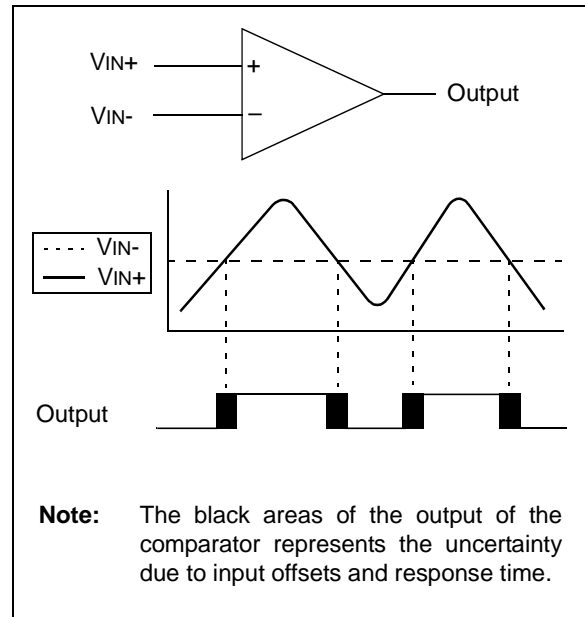 VIN+
+
Output
VIN-
–
VIN-
VIN+
Output
Note: The black areas of the output of the
comparator represents the uncertainty
due to input offsets and response time.